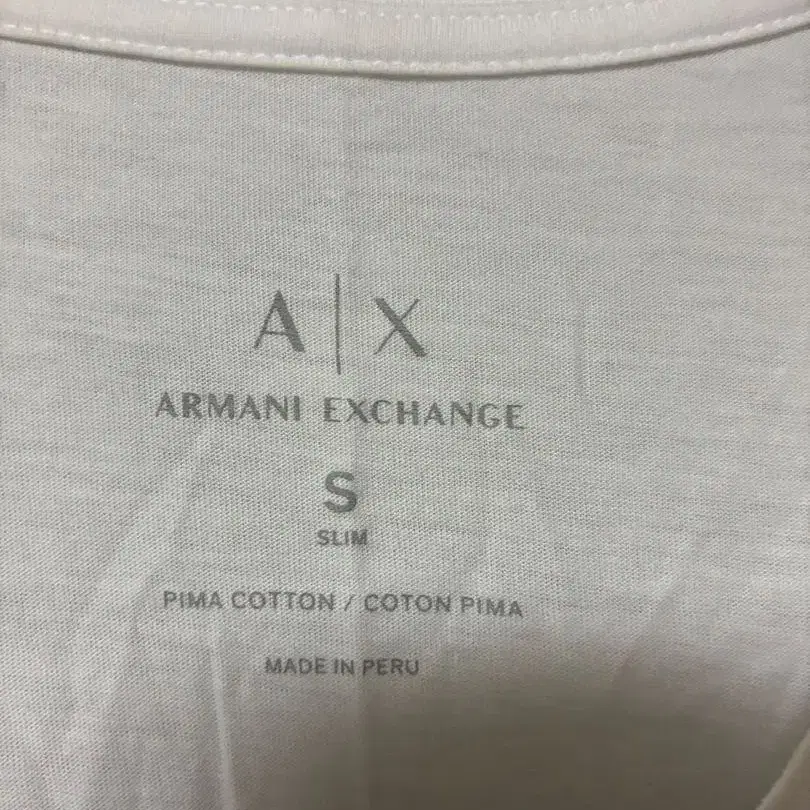 A|X
ARMANI EXCHANGE
S
SLIM
PIMA COTTON / COTON PIMA
MADE IN PERU